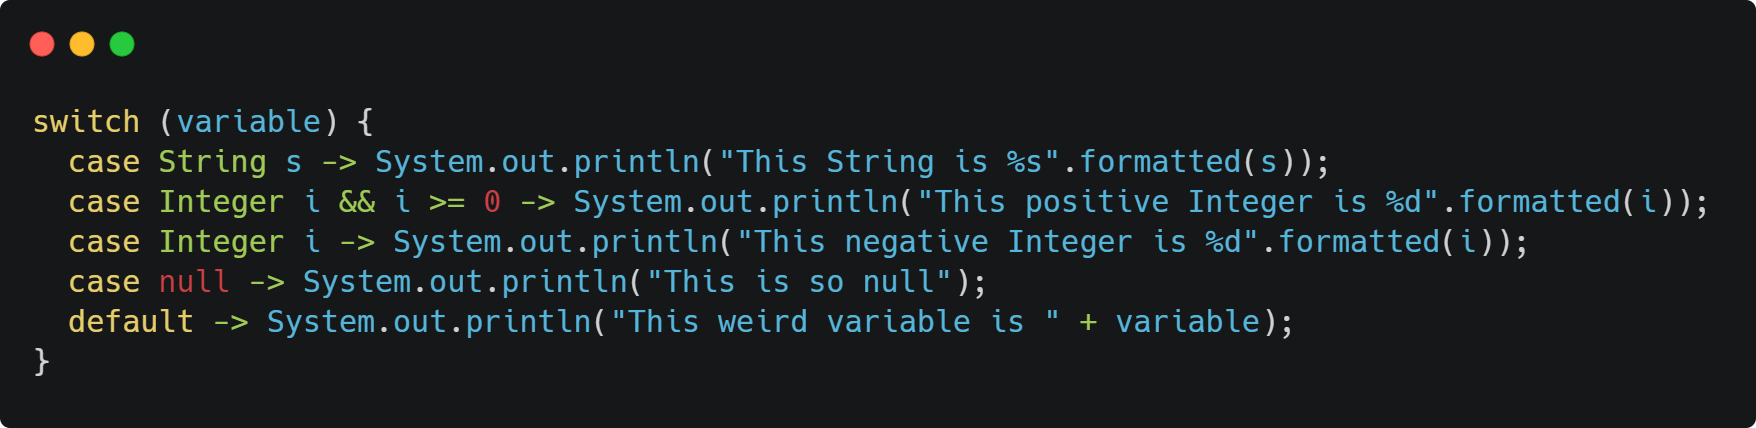 switch (variable) {
  case String s -> System.out.println("This String is %s".formatted(s));
  case Integer i && i >= 0 -> System.out.println("This positive Integer is %d".formatted(i));
  case Integer i -> System.out.println("This negative Integer is %d".formatted(i));
  case null -> System.out.println("This is so null");
  default -> System.out.println("This weird variable is " + variable);
}